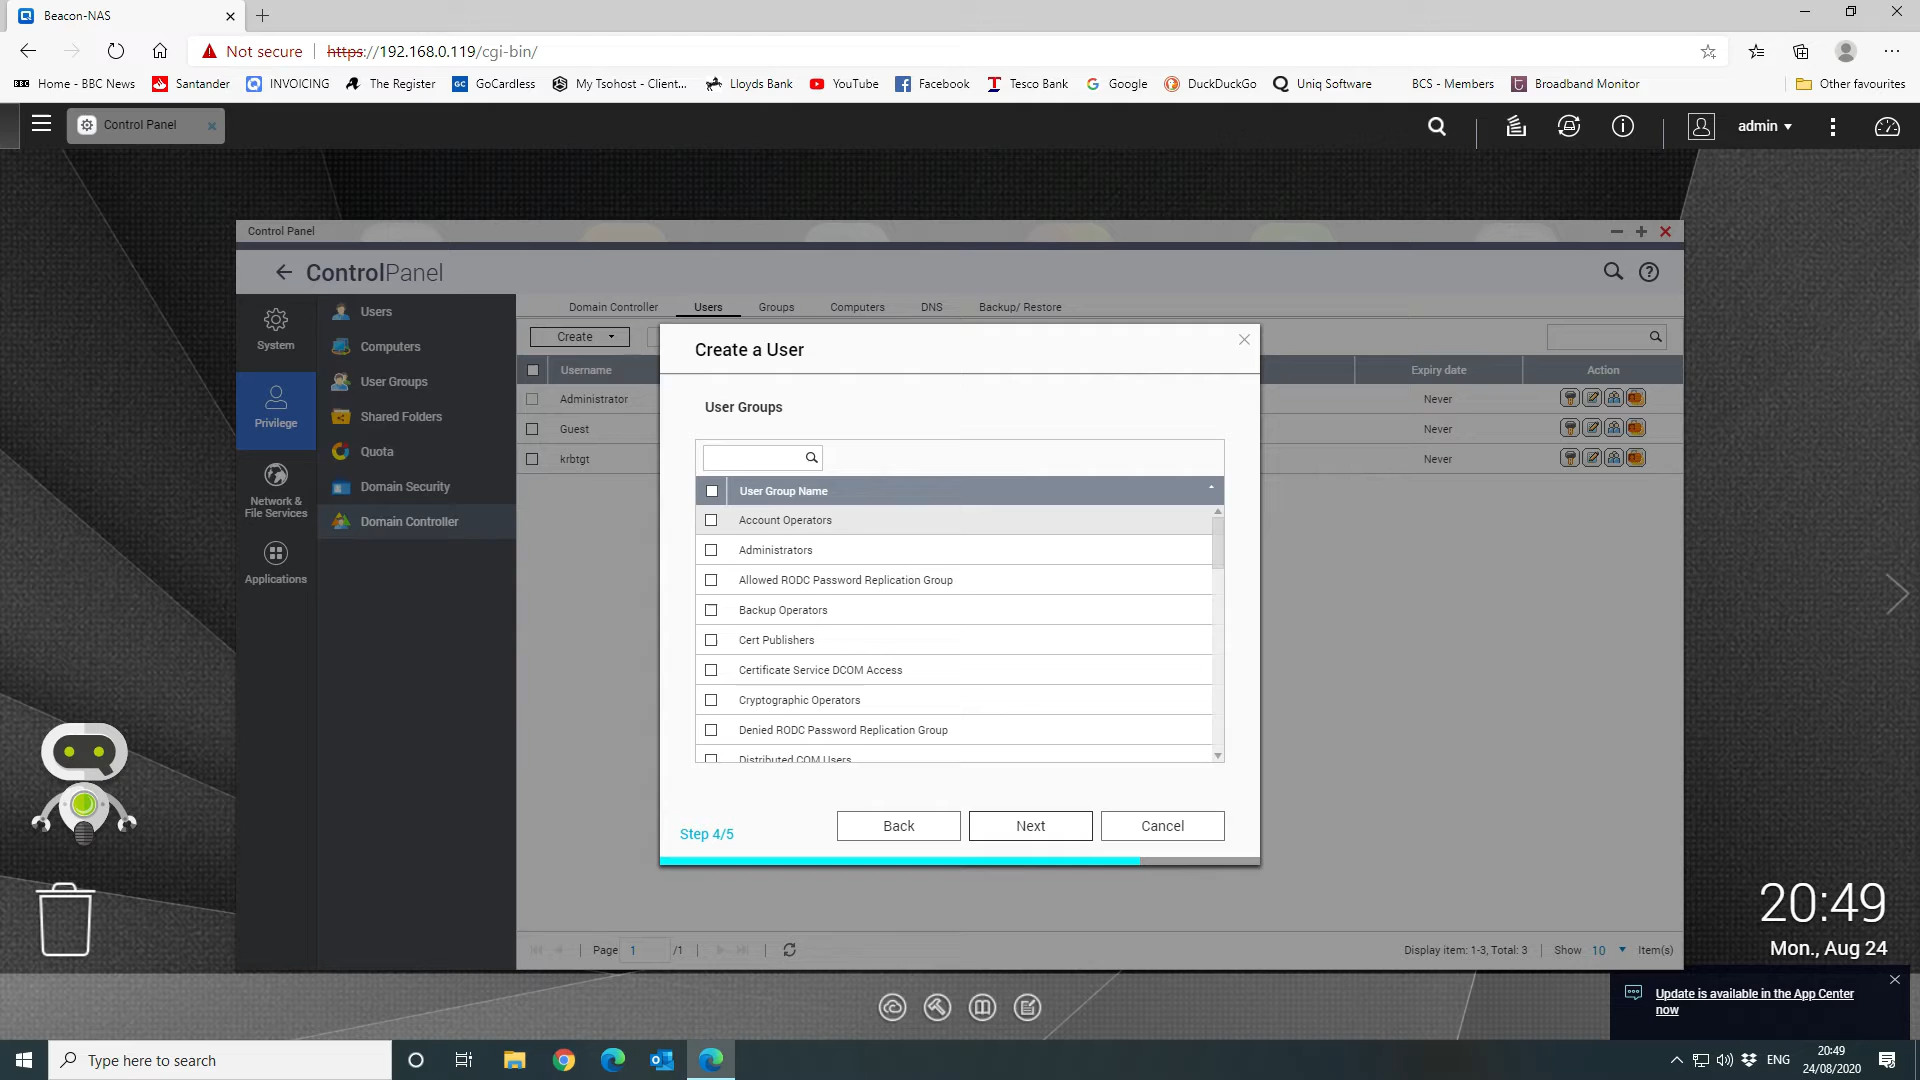 Beacon-NAS
Not secure
https://192.168.0.119/cgi-bin/
Home - BBC News
Santander
INVOICING
The Register
GoCardless
My Tsohost - Client...
Lloyds Bank
YouTube
Facebook
Tesco Bank
Google
DuckDuckGo
Uniq Software
BCS - Members
Broadband Monitor
Other favourites
Control Panel
admin
Control Panel
ControlPanel
System
Privilege
Network &
File Services
Applications
Users
Computers
User Groups
Shared Folders
Quota
Domain Security
Domain Controller
Domain Controller
Users
Groups
Computers
DNS
Backup/ Restore
Create
Username
Expiry date
Action
Administrator
Never
Guest
Never
krbtgt
Never
Create a User
User Groups
User Group Name
Account Operators
Administrators
Allowed RODC Password Replication Group
Backup Operators
Cert Publishers
Certificate Service DCOM Access
Cryptographic Operators
Denied RODC Password Replication Group
Distributed COM Users
Step 4/5
Back
Next
Cancel
Page 1 /1
Display item: 1-3, Total: 3
Show 10 Item(s)
20:49
Mon., Aug 24
Update is available in the App Center
now
Type here to search
ENG
20:49
24/08/2020